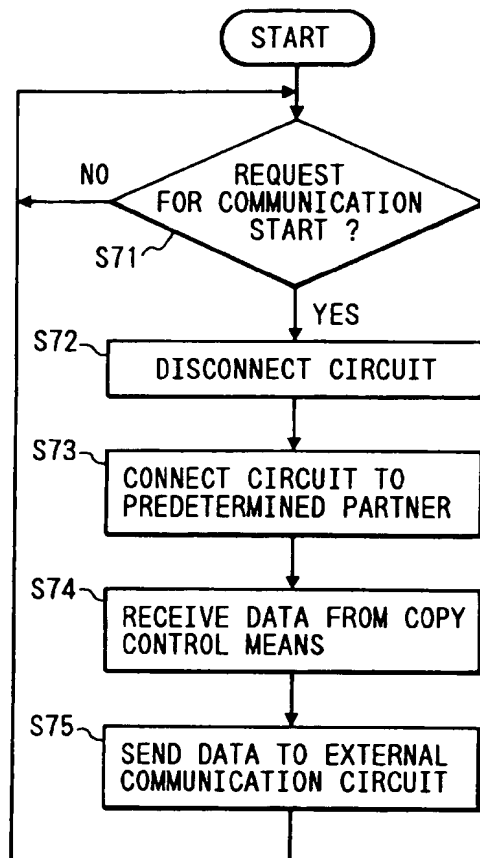 START
NO
REQUEST
FOR COMMUNICATION
START ?
S71
YES
S72
DISCONNECT CIRCUIT
S73
CONNECT CIRCUIT TO
PREDETERMINED PARTNER
S74
RECEIVE DATA FROM COPY
CONTROL MEANS
S75
SEND DATA TO EXTERNAL
COMMUNICATION CIRCUIT